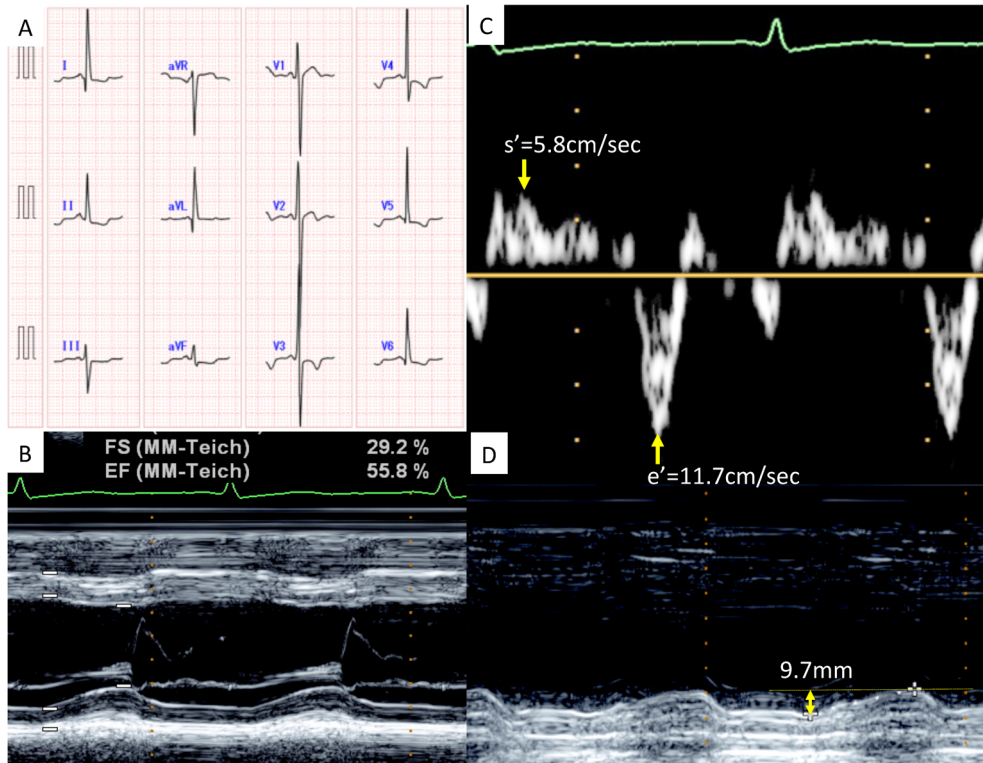 A
I
aVR
V1
V4
II
aVL
V2
V5
III
aVF
V3
V6
B
FS (MM-Teich) 29.2 %
EF (MM-Teich) 55.8 %
C
s’=5.8cm/sec
e’=11.7cm/sec
D
9.7mm